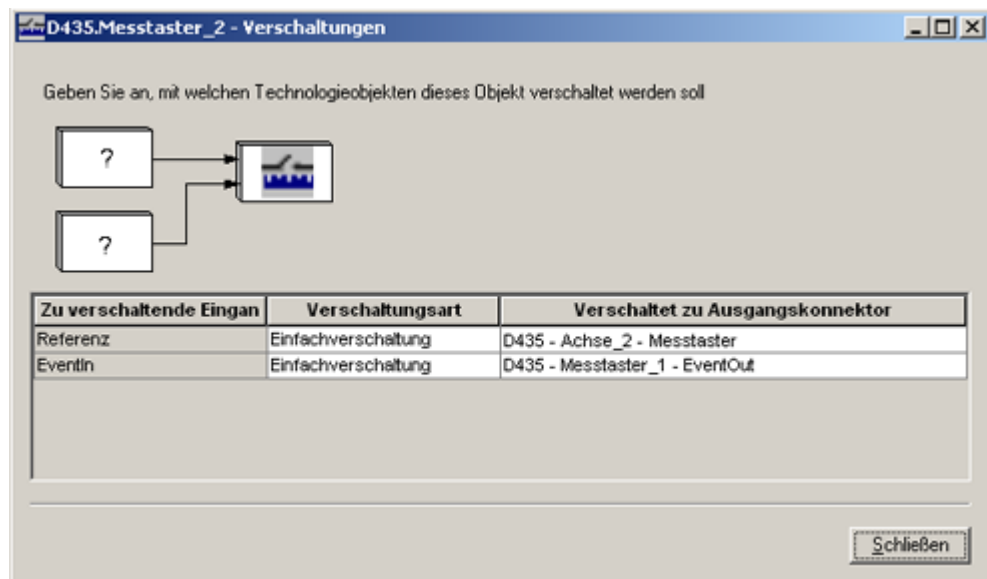 D435.Messtaster_2 - Verschaltungen
Geben Sie an, mit welchen Technologieobjekten dieses Objekt verschaltet werden soll
?
?
Zu verschaltende Eingan Verschaltungsart Verschaltet zu Ausgangskonnektor
Referenz Einfachverschaltung D435 - Achse_2 - Messtaster
EventIn Einfachverschaltung D435 - Messtaster_1 - EventOut
Schließen